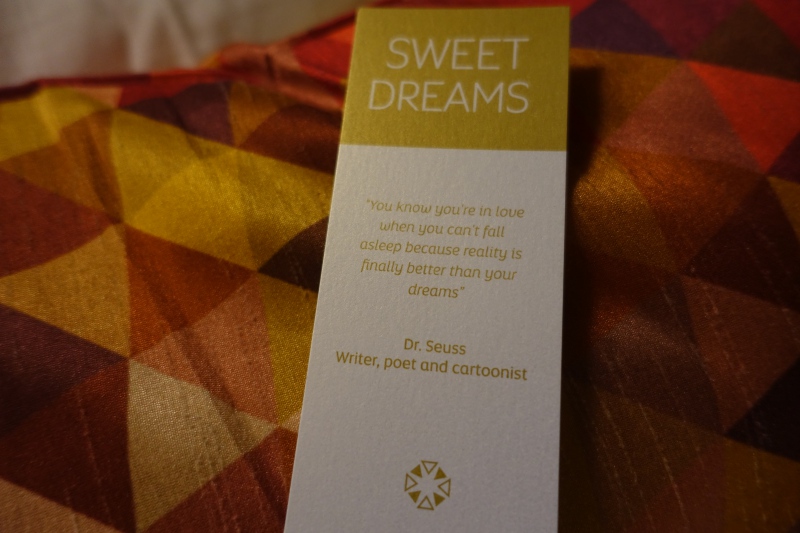 SWEET
DREAMS
"You know you're in love
when you can't fall
asleep because reality is
finally better than your
dreams"
Dr. Seuss
Writer, poet and cartoonist